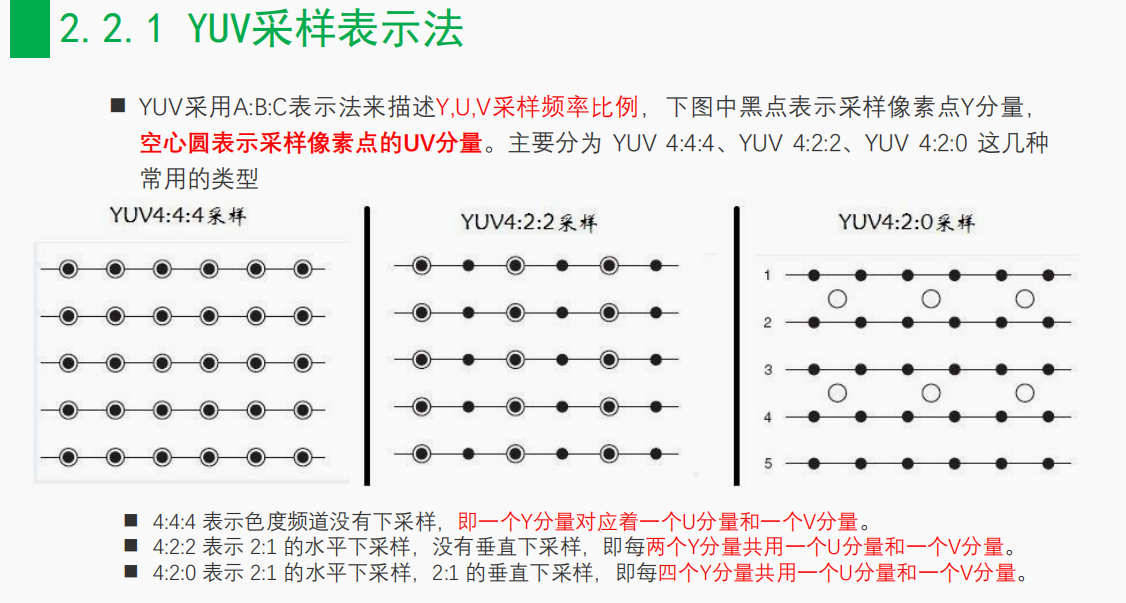 2.2.1 YUV采样表示法
■ YUV采用A:B:C表示法来描述Y,U,V采样频率比例，下图中黑点表示采样像素点Y分量，
空心圆表示采样像素点的UV分量。主要分为 YUV 4:4:4、YUV 4:2:2、YUV 4:2:0 这几种
常用的类型
YUV4:4:4采样
YUV4:2:2采样
YUV4:2:0采样
1
2
3
4
5
■ 4:4:4 表示色度频道没有下采样，即一个Y分量对应着一个U分量和一个V分量。
■ 4:2:2 表示 2:1 的水平下采样，没有垂直下采样，即每两个Y分量共用一个U分量和一个V分量。
■ 4:2:0 表示 2:1 的水平下采样，2:1 的垂直下采样，即每四个Y分量共用一个U分量和一个V分量。